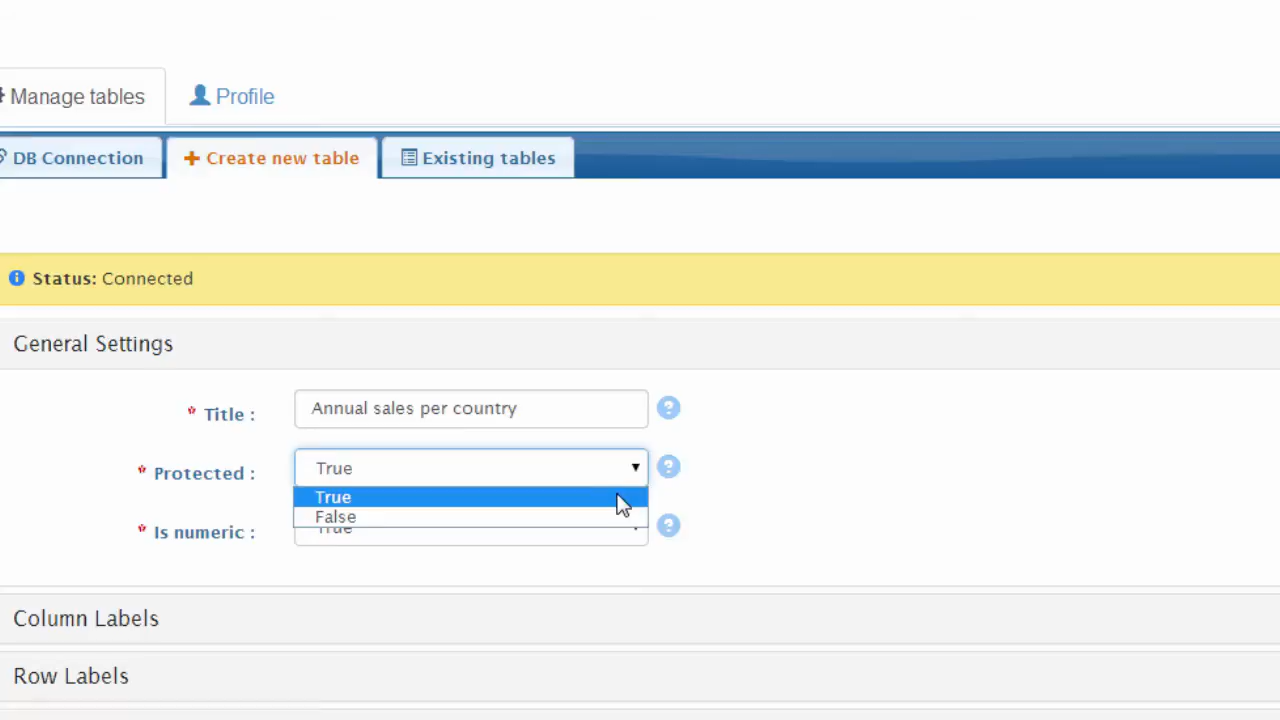 Manage tables Profile
DB Connection Create new table Existing tables
Status: Connected
General Settings
* Title : Annual sales per country ?
* Protected : True ?
True
False
* Is numeric : True ?
Column Labels
Row Labels